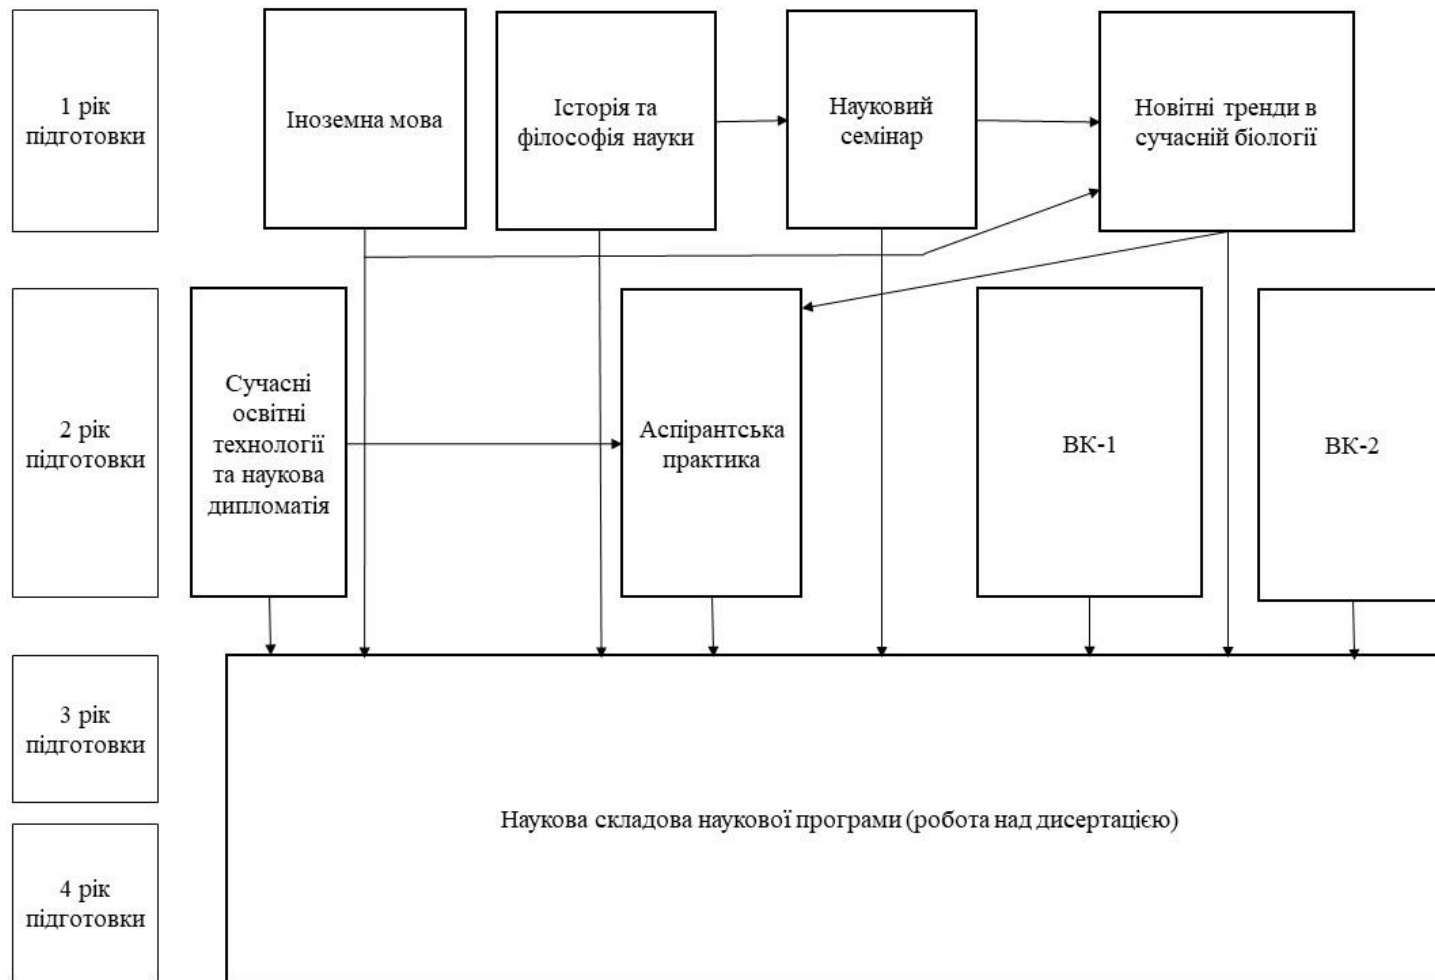 1 рік
підготовки
Іноземна мова
Історія та
філософія науки
Науковий
семінар
Новітні тренди в
сучасній біології
2 рік
підготовки
Сучасні
освітні
технології
та наукова
дипломатія
Аспірантська
практика
ВК-1
ВК-2
3 рік
підготовки
Наукова складова наукової програми (робота над дисертацією)
4 рік
підготовки